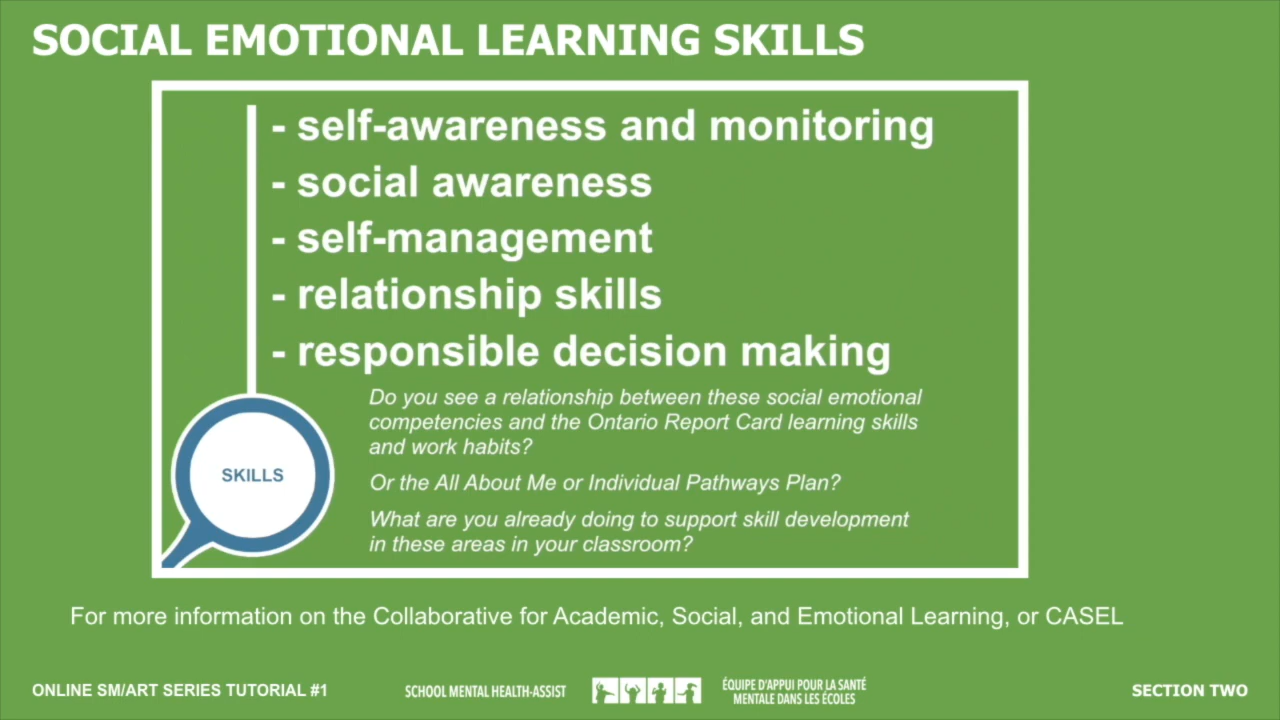 SOCIAL EMOTIONAL LEARNING SKILLS
- self-awareness and monitoring
- social awareness
- self-management
- relationship skills
- responsible decision making
Do you see a relationship between these social emotional
competencies and the Ontario Report Card learning skills
and work habits?
Or the All About Me or Individual Pathways Plan?
What are you already doing to support skill development
in these areas in your classroom?
SKILLS
For more information on the Collaborative for Academic, Social, and Emotional Learning, or CASEL
ONLINE SM/ART SERIES TUTORIAL #1
SCHOOL MENTAL HEALTH-ASSIST
ÉQUIPE D'APPUI POUR LA SANTÉ
MENTALE DANS LES ÉCOLES
SECTION TWO